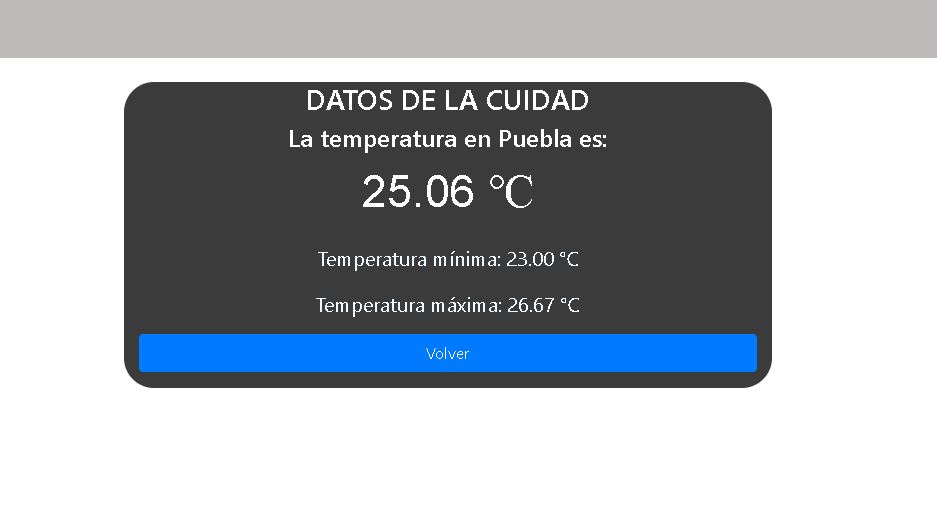 DATOS DE LA CUIDAD
La temperatura en Puebla es:
25.06 ℃
Temperatura mínima: 23.00 °C
Temperatura máxima: 26.67 °C
Volver